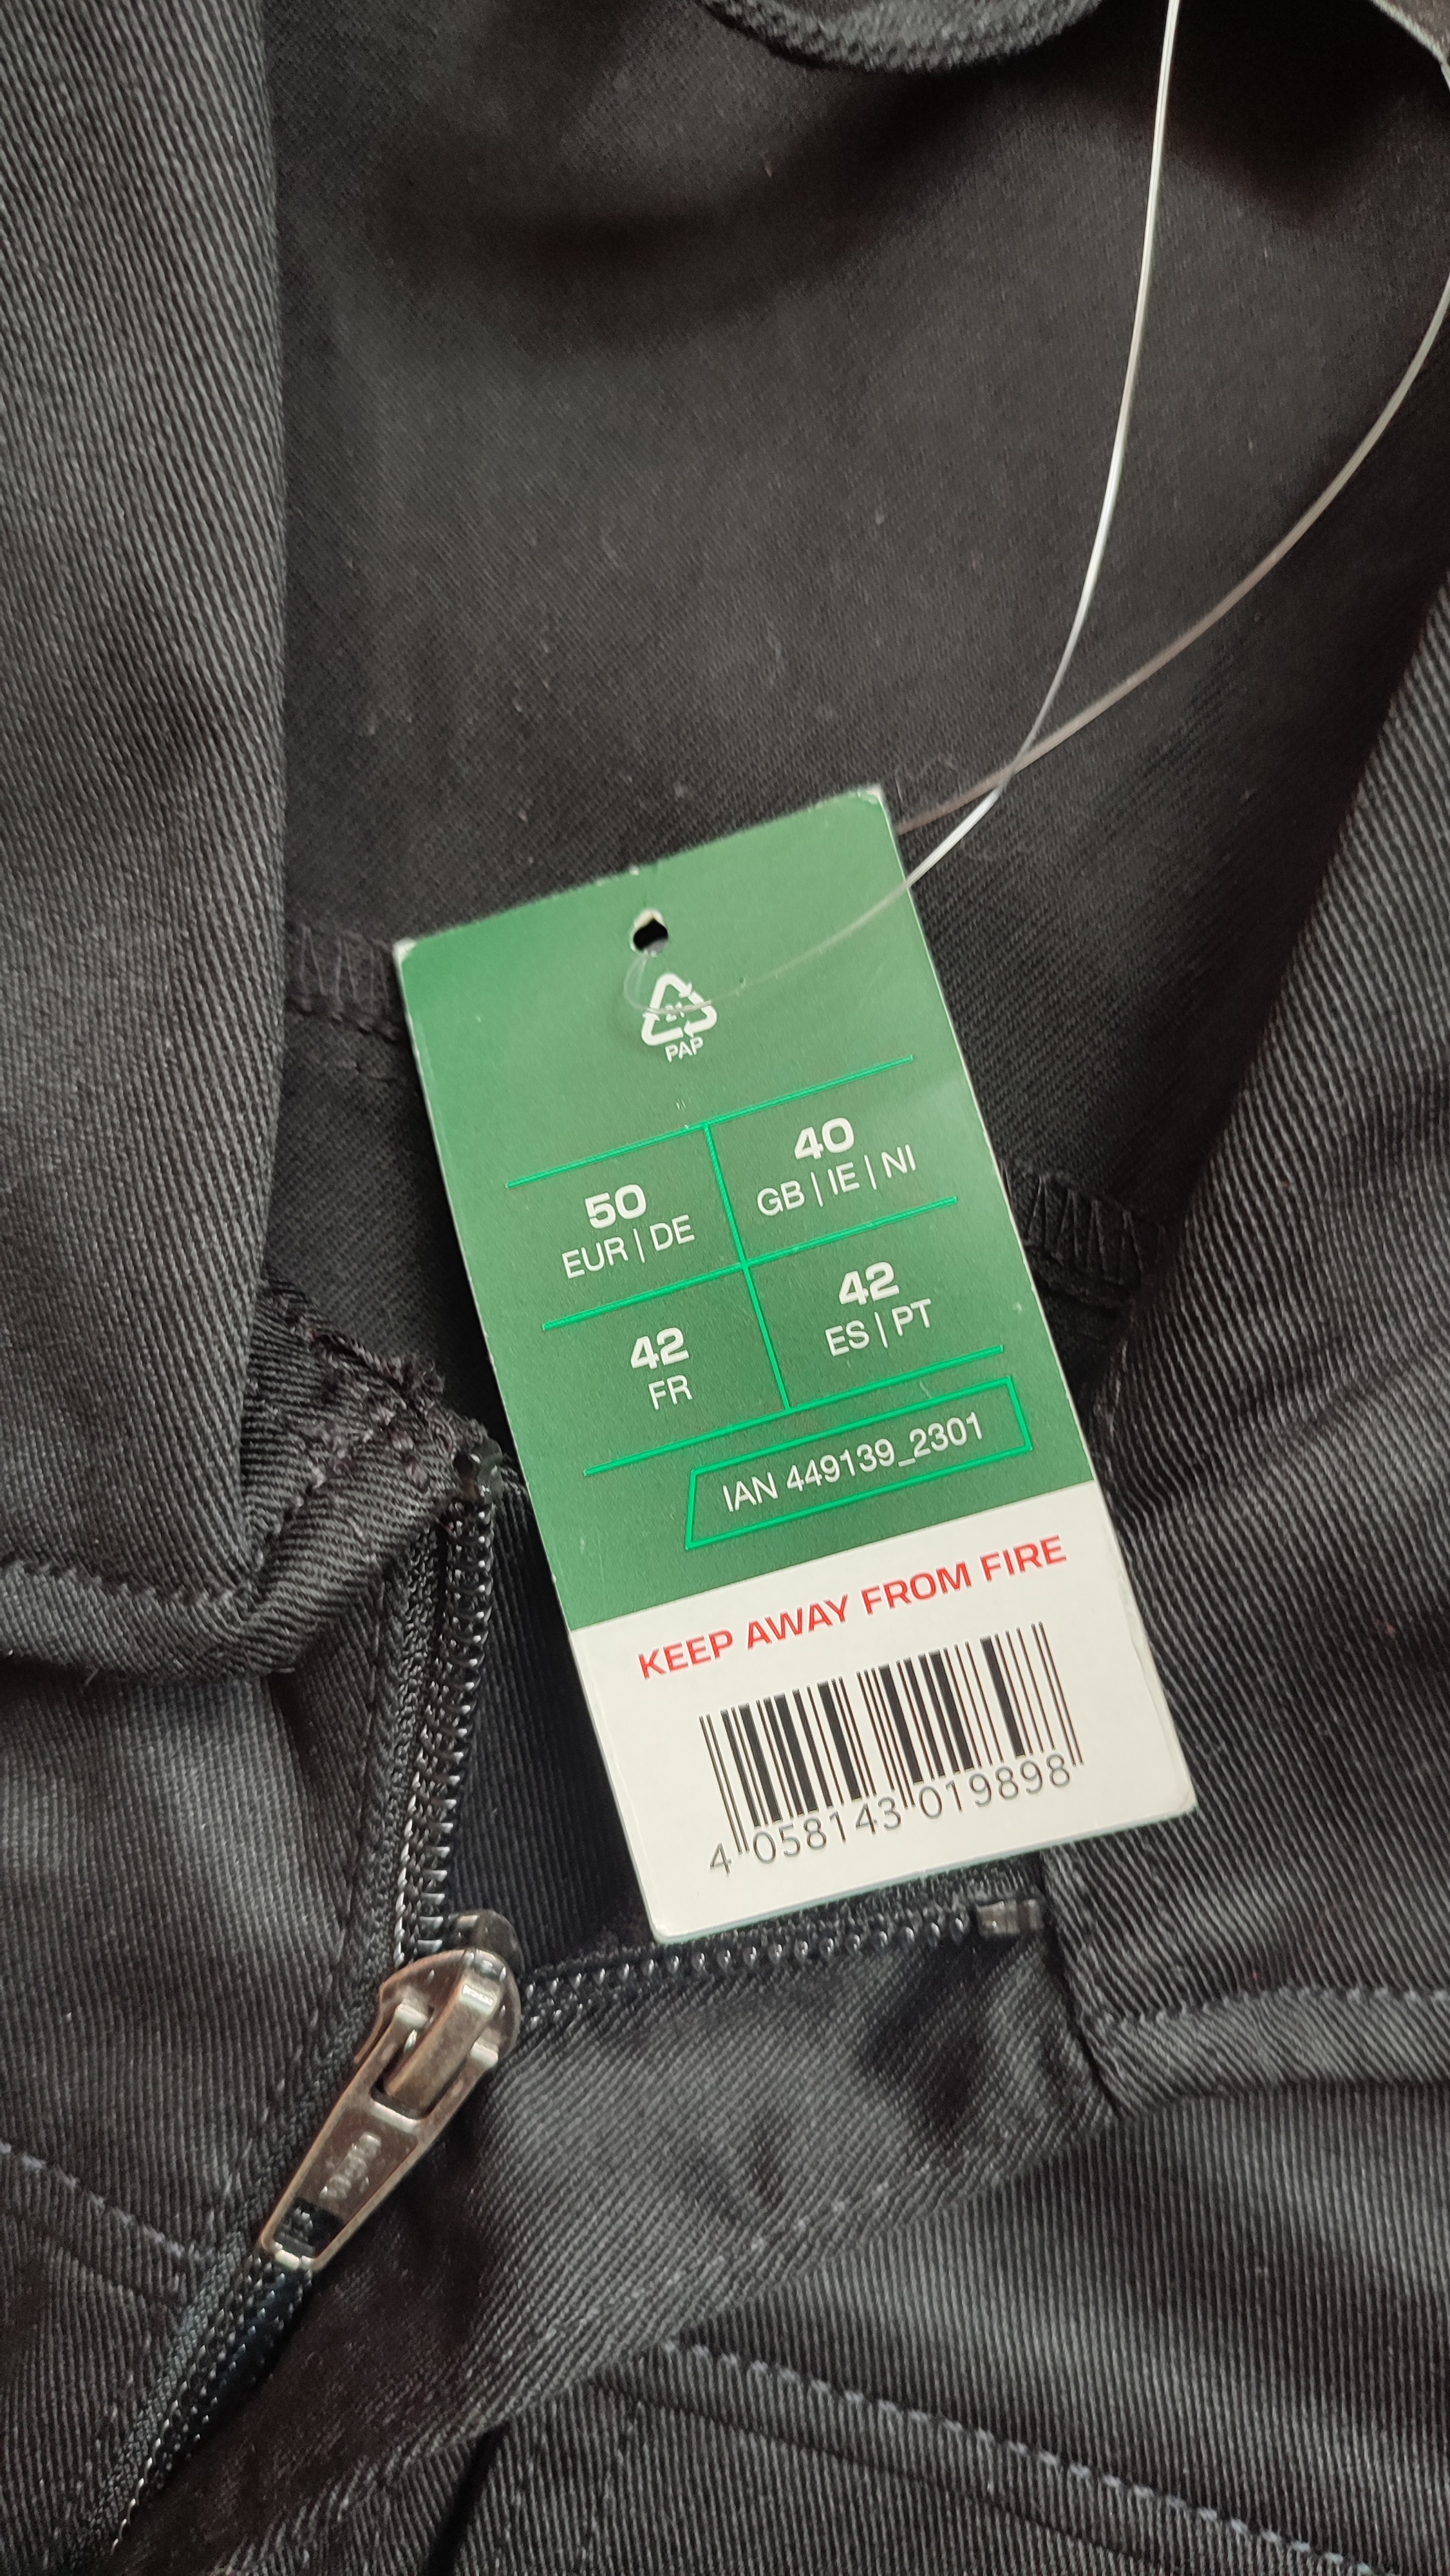 21
PAP
50
EUR | DE
40
GB | IE | NI
42
FR
42
ES | PT
IAN 449139_2301
KEEP AWAY FROM FIRE
4 058143 019898